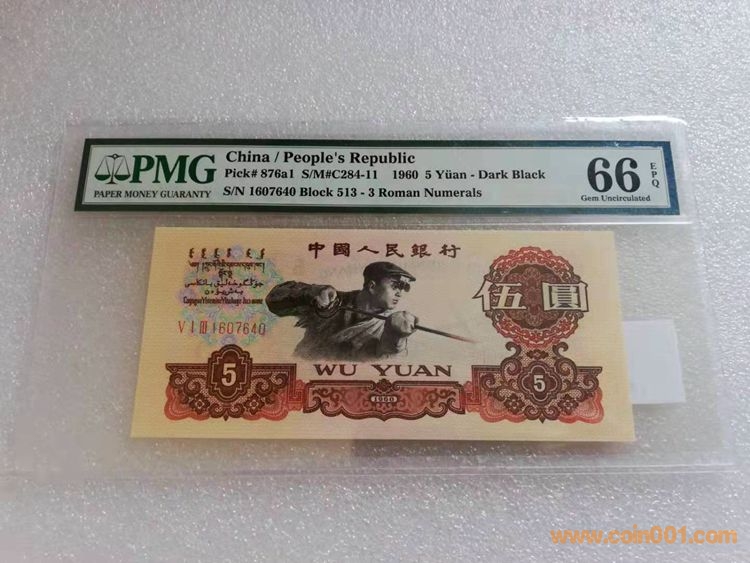 PMG
PAPER MONEY GUARANTY
China / People's Republic
Pick# 876a1 S/M#C284-11 1960 5 Yüan - Dark Black
S/N 1607640 Block 513 - 3 Roman Numerals
66
EPQ
Gem Uncirculated
中國人民銀行
伍圓
V I III 1607640
5
WU YUAN
5
1960
www.coin001.com